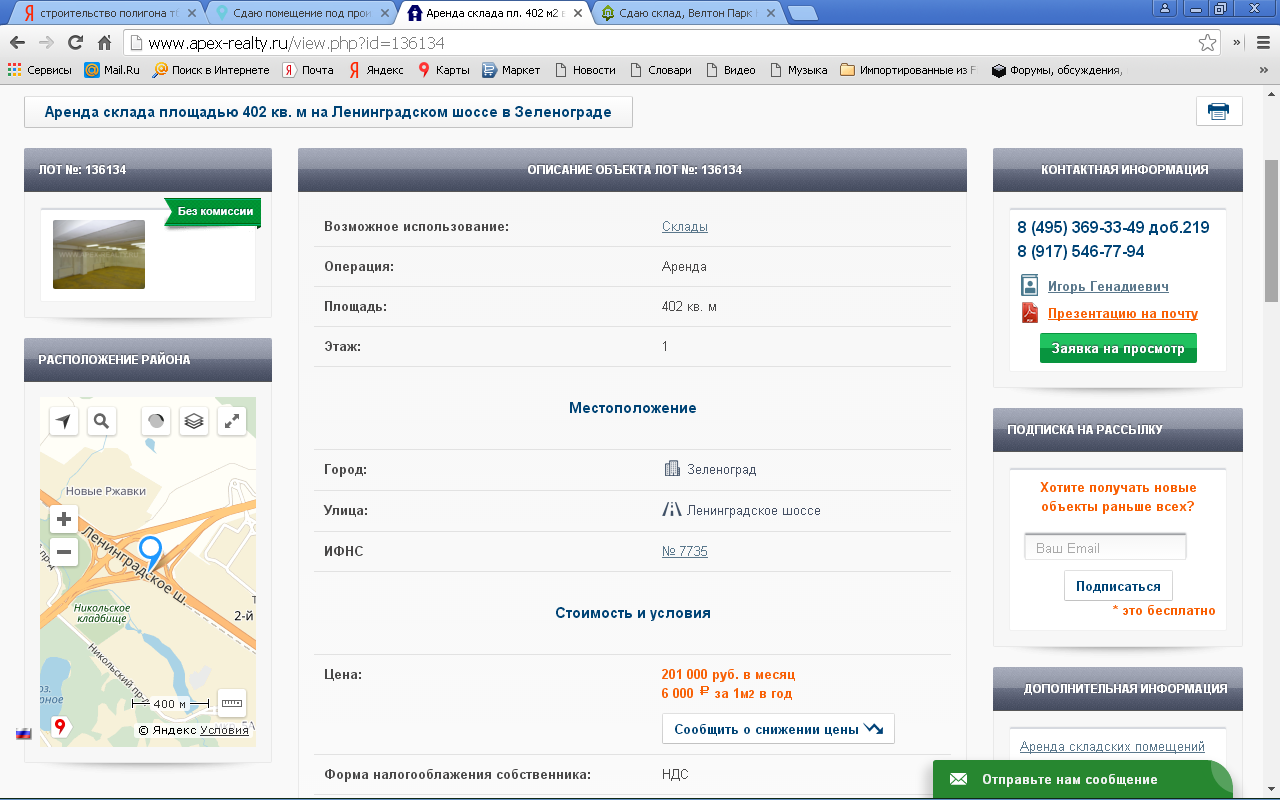 строительство полигона тб
Сдаю помещение под прои
Аренда склада пл. 402 м2 в
Сдаю склад, Велтон Парк
www.apex-realty.ru/view.php?id=136134
Сервисы
Mail.Ru
Поиск в Интернете
Почта
Яндекс
Карты
Маркет
Новости
Словари
Видео
Музыка
Импортированные из F
Форумы, обсуждения,
Аренда склада площадью 402 кв. м на Ленинградском шоссе в Зеленограде
ЛОТ №: 136134
Без комиссии
WWW.APEX-REALTY.RU
РАСПОЛОЖЕНИЕ РАЙОНА
Новые Ржавки
Ленинградское ш.
Никольское
кладбище
2-й
Никольский пр-д
400 м
© Яндекс Условия
ОПИСАНИЕ ОБЪЕКТА ЛОТ №: 136134
Возможное использование: Склады
Операция: Аренда
Площадь: 402 кв. м
Этаж: 1
Местоположение
Город: Зеленоград
Улица: Ленинградское шоссе
ИФНС № 7735
Стоимость и условия
Цена: 201 000 руб. в месяц
6 000 ₽ за 1м2 в год
Сообщить о снижении цены
Форма налогообложения собственника: НДС
КОНТАКТНАЯ ИНФОРМАЦИЯ
8 (495) 369-33-49 доб.219
8 (917) 546-77-94
Игорь Генадиевич
Презентацию на почту
Заявка на просмотр
ПОДПИСКА НА РАССЫЛКУ
Хотите получать новые
объекты раньше всех?
Ваш Email
Подписаться
* это бесплатно
ДОПОЛНИТЕЛЬНАЯ ИНФОРМАЦИЯ
Аренда складских помещений
Отправьте нам сообщение